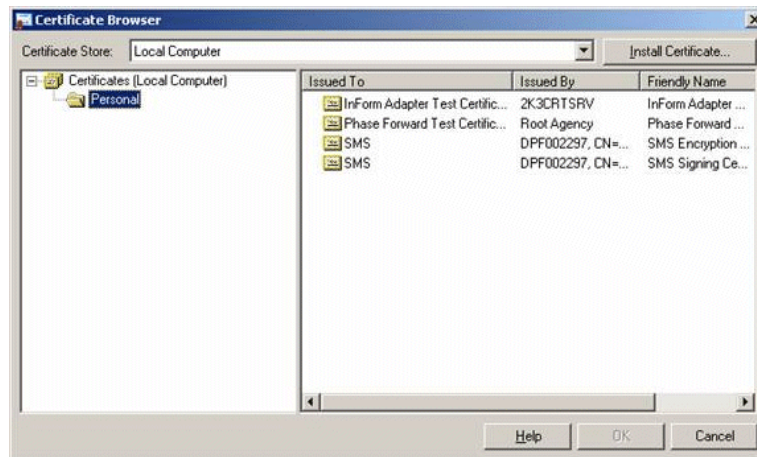 Certificate Browser
Certificate Store: Local Computer Install Certificate...
Certificates (Local Computer)
Personal
Issued To Issued By Friendly Name
InForm Adapter Test Certific... 2K3CRTSRV InForm Adapter ...
Phase Forward Test Certific... Root Agency Phase Forward ...
SMS DPF002297, CN=... SMS Encryption ...
SMS DPF002297, CN=... SMS Signing Ce...
Help OK Cancel